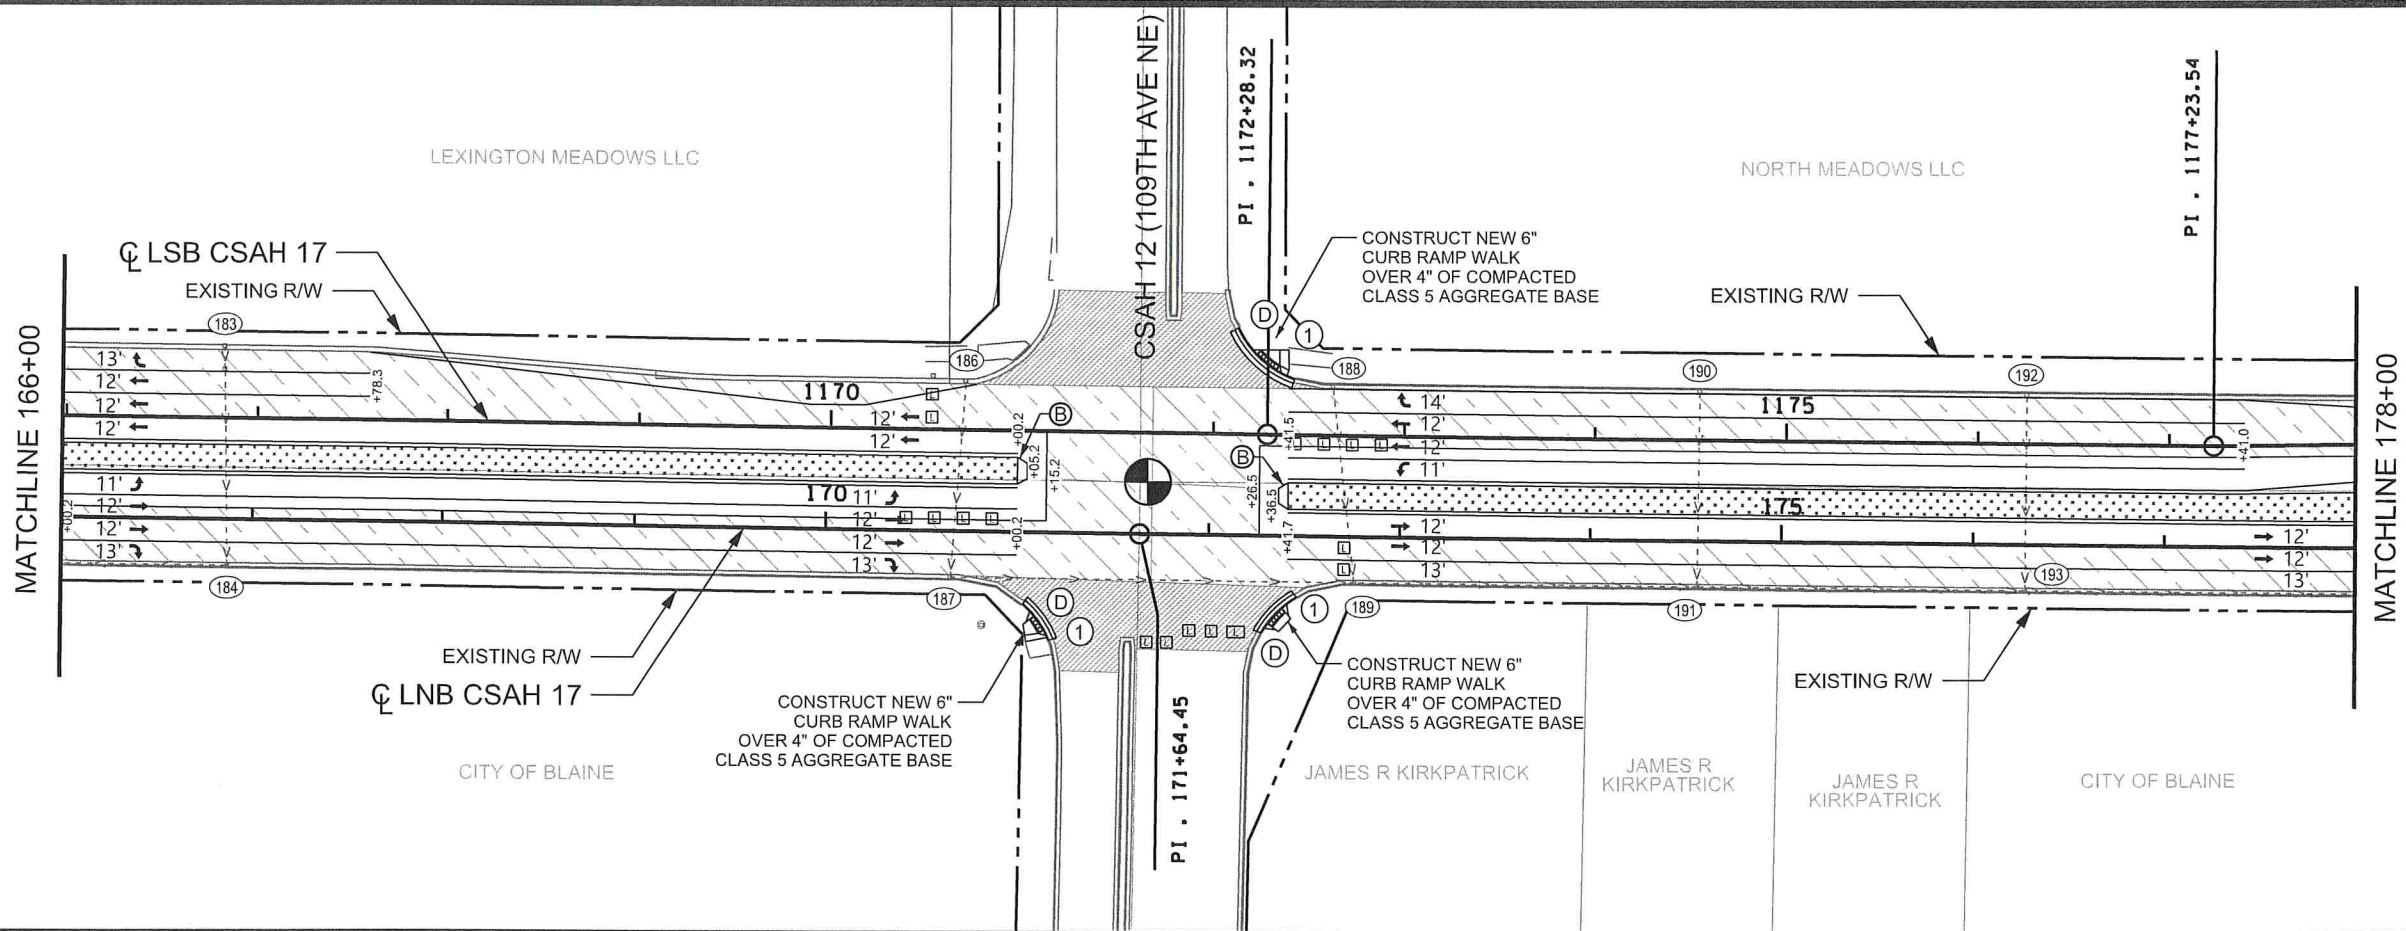 MATCHLINE 166+00
LEXINGTON MEADOWS LLC
℄ LSB CSAH 17
EXISTING R/W
183
13'
12'
12'
12'
+78.3
1170
186
L
L
12'
12'
+00.2
B
+05.2
+15.2
11'
12'
12'
13'
+00.2
170
11'
12'
12'
13'
L
L
L
L
+00.2
184
187
EXISTING R/W
℄ LNB CSAH 17
CITY OF BLAINE
CONSTRUCT NEW 6"
CURB RAMP WALK
OVER 4" OF COMPACTED
CLASS 5 AGGREGATE BASE
D
1
CSAH 12 (109TH AVE NE)
PI . 1172+28.32
PI . 171+64.45
L
L
L
L
L
D
1
CONSTRUCT NEW 6"
CURB RAMP WALK
OVER 4" OF COMPACTED
CLASS 5 AGGREGATE BASE
188
NORTH MEADOWS LLC
EXISTING R/W
190
192
PI . 1177+23.54
14'
12'
12'
11'
1175
+41.5
L
L
L
L
B
+26.5
+36.5
+41.7
+41.0
175
12'
12'
13'
L
L
12'
12'
13'
193
1
189
191
D
CONSTRUCT NEW 6"
CURB RAMP WALK
OVER 4" OF COMPACTED
CLASS 5 AGGREGATE BASE
EXISTING R/W
JAMES R KIRKPATRICK
JAMES R
KIRKPATRICK
JAMES R
KIRKPATRICK
CITY OF BLAINE
MATCHLINE 178+00